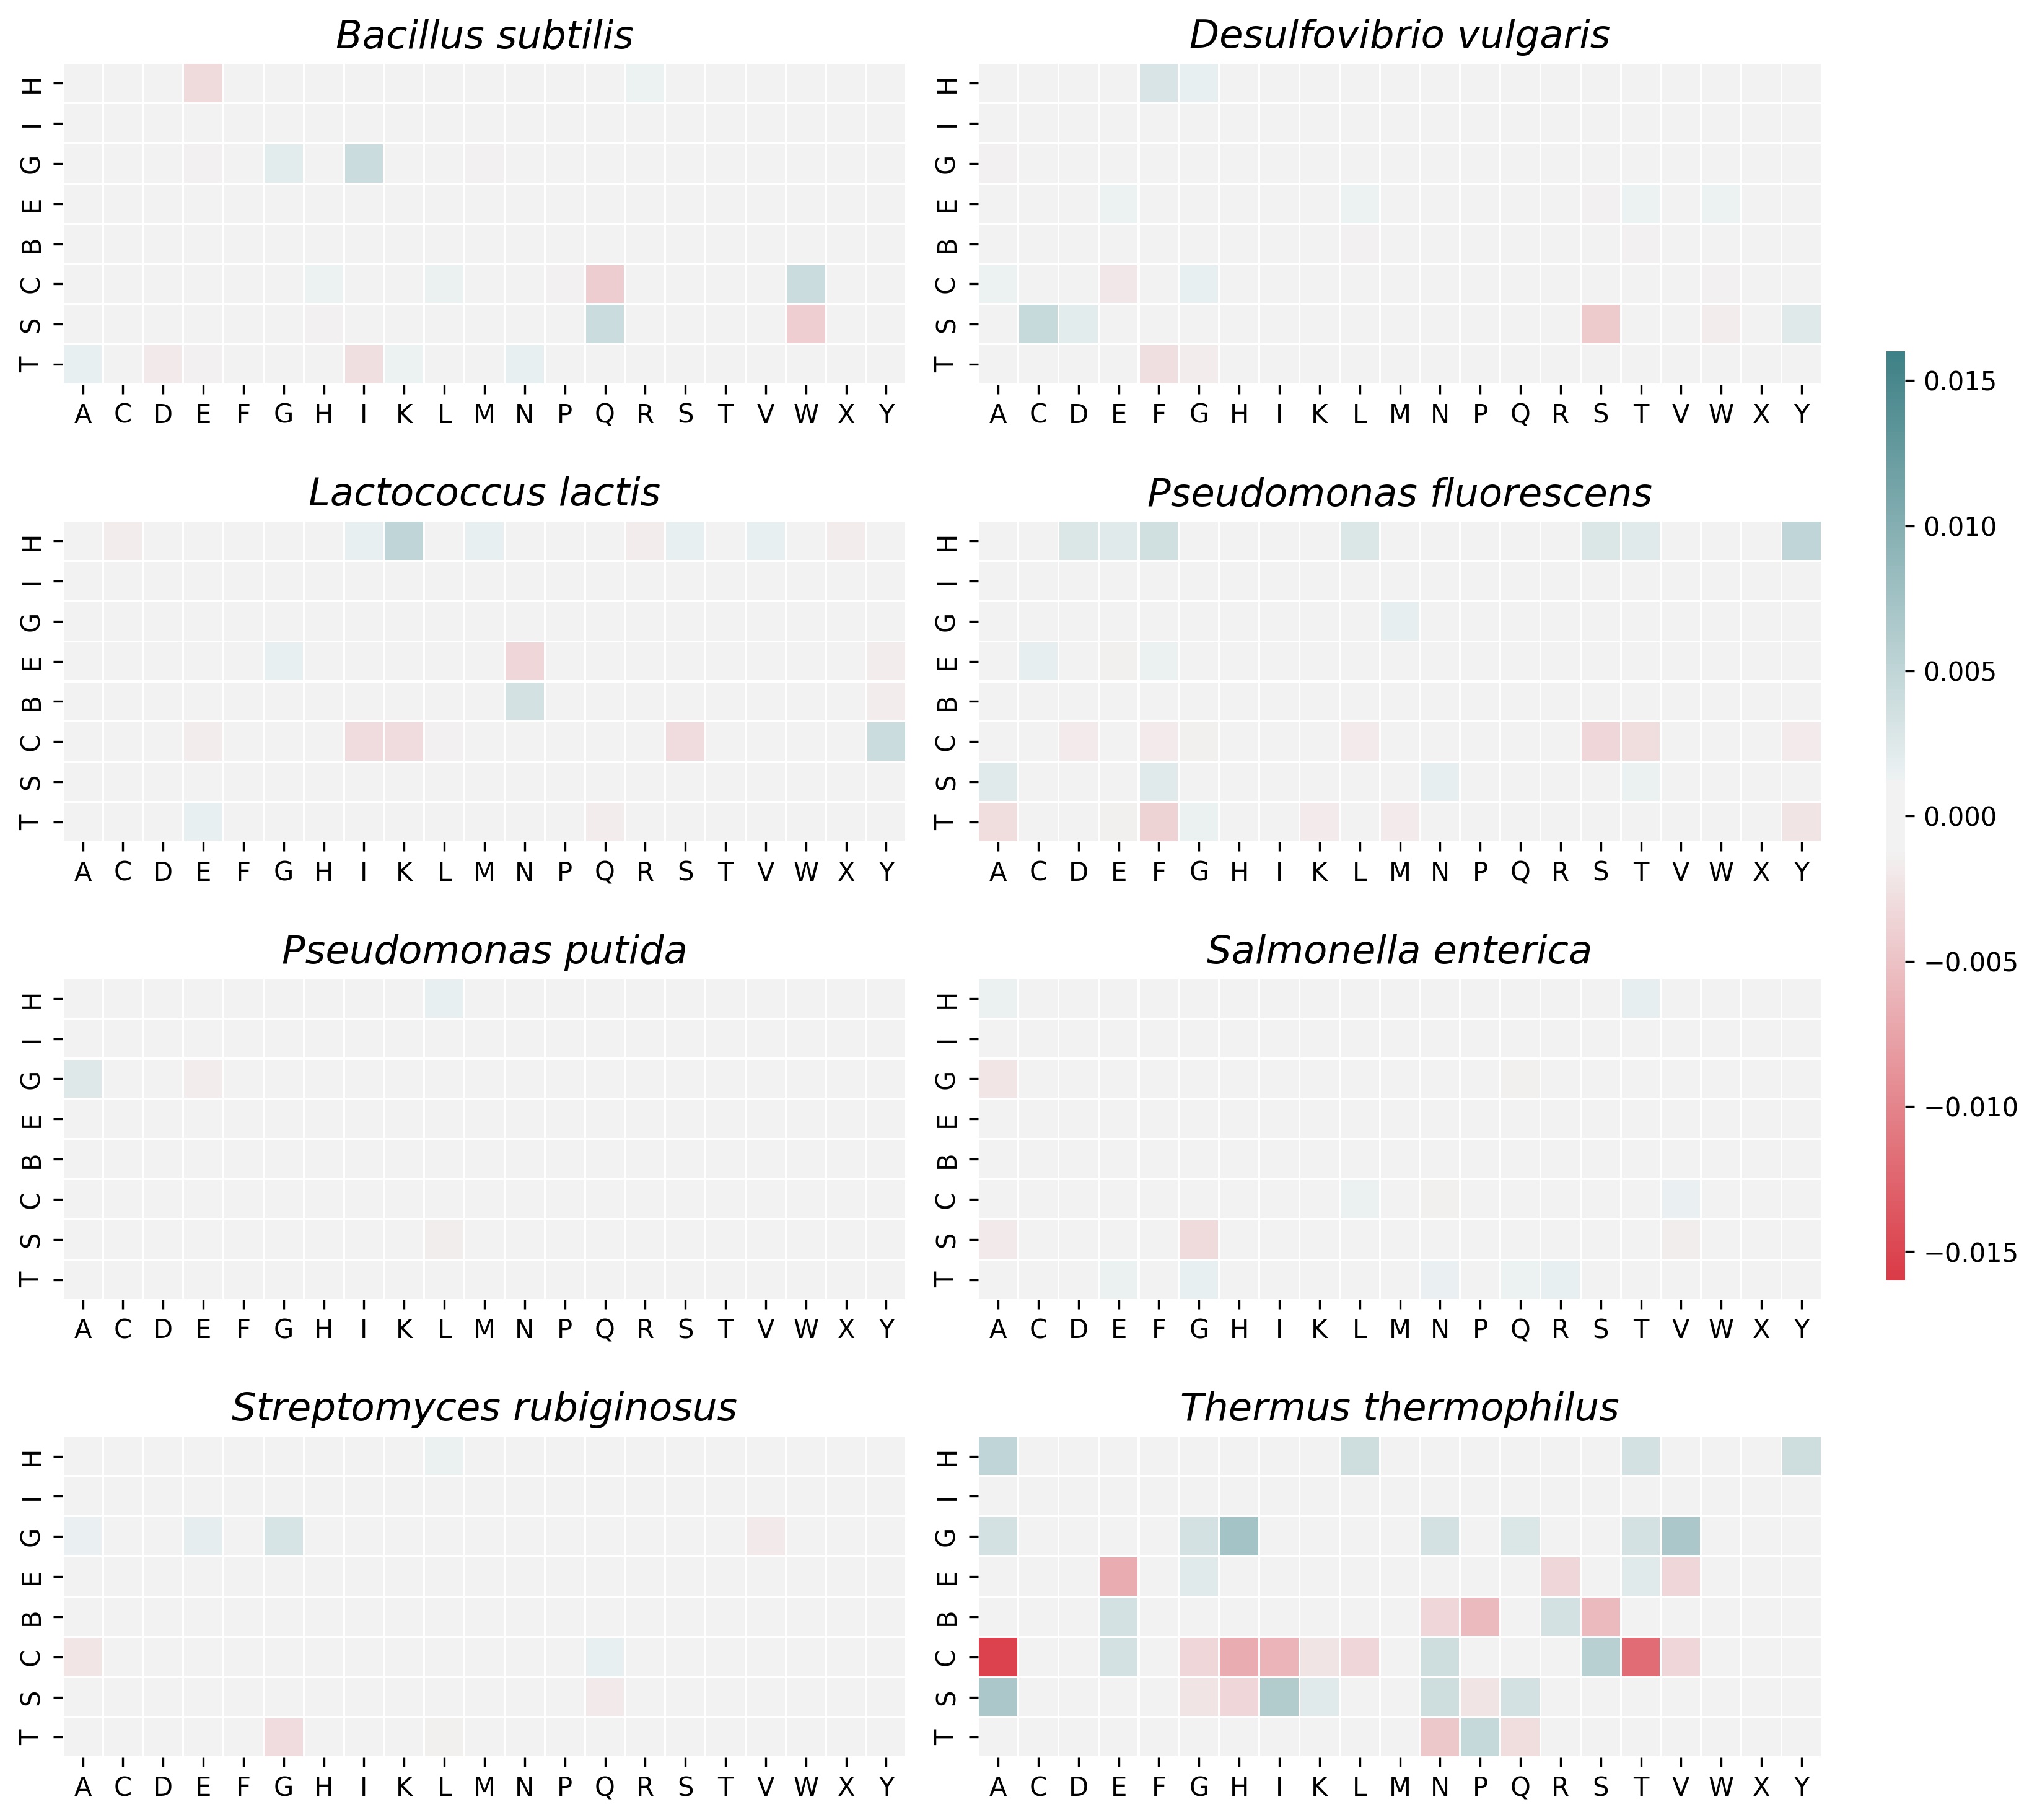 Bacillus subtilis
H
I
G
E
B
C
S
T
A C D E F G H I K L M N P Q R S T V W X Y
Desulfovibrio vulgaris
H
I
G
E
B
C
S
T
A C D E F G H I K L M N P Q R S T V W X Y
Lactococcus lactis
H
I
G
E
B
C
S
T
A C D E F G H I K L M N P Q R S T V W X Y
Pseudomonas fluorescens
H
I
G
E
B
C
S
T
A C D E F G H I K L M N P Q R S T V W X Y
Pseudomonas putida
H
I
G
E
B
C
S
T
A C D E F G H I K L M N P Q R S T V W X Y
Salmonella enterica
H
I
G
E
B
C
S
T
A C D E F G H I K L M N P Q R S T V W X Y
Streptomyces rubiginosus
H
I
G
E
B
C
S
T
A C D E F G H I K L M N P Q R S T V W X Y
Thermus thermophilus
H
I
G
E
B
C
S
T
A C D E F G H I K L M N P Q R S T V W X Y
0.015
0.010
0.005
0.000
−0.005
−0.010
−0.015